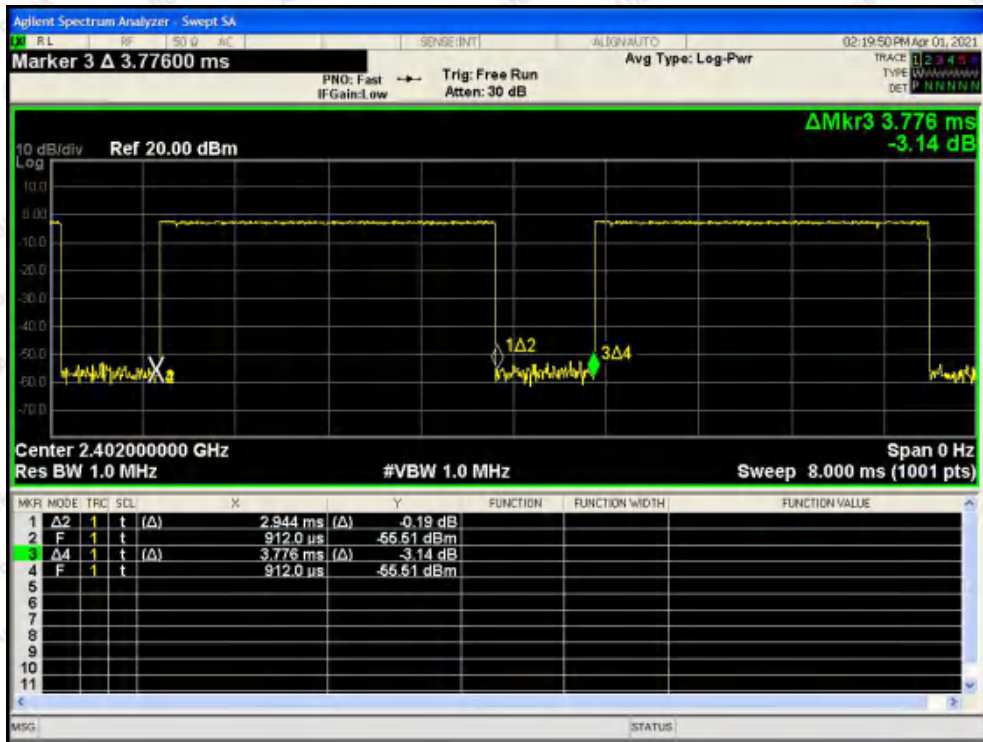 Agilent Spectrum Analyzer - Swept SA
LXI RL RF 50 Ω AC SENSE:INT ALIGN AUTO 02:19:50 PM Apr 01, 2021
Marker 3 Δ 3.77600 ms
PNO: Fast
IFGain:Low
Trig: Free Run
Atten: 30 dB
Avg Type: Log-Pwr
TRACE 1 2 3 4 5 6
TYPE WWWWWW
DET P N N N N N
ΔMkr3 3.776 ms
-3.14 dB
10 dB/div Ref 20.00 dBm
Log
10.0
0.00
-10.0
-20.0
-30.0
-40.0
-50.0
-60.0
-70.0
X2
1Δ2
3Δ4
Center 2.402000000 GHz Span 0 Hz
Res BW 1.0 MHz #VBW 1.0 MHz Sweep 8.000 ms (1001 pts)
MKR MODE TRC SCL X Y FUNCTION FUNCTION WIDTH FUNCTION VALUE
1 Δ2 1 t (Δ) 2.944 ms (Δ) -0.19 dB
2 F 1 t 912.0 µs -55.51 dBm
3 Δ4 1 t (Δ) 3.776 ms (Δ) -3.14 dB
4 F 1 t 912.0 µs -55.51 dBm
5
6
7
8
9
10
11
MSG STATUS